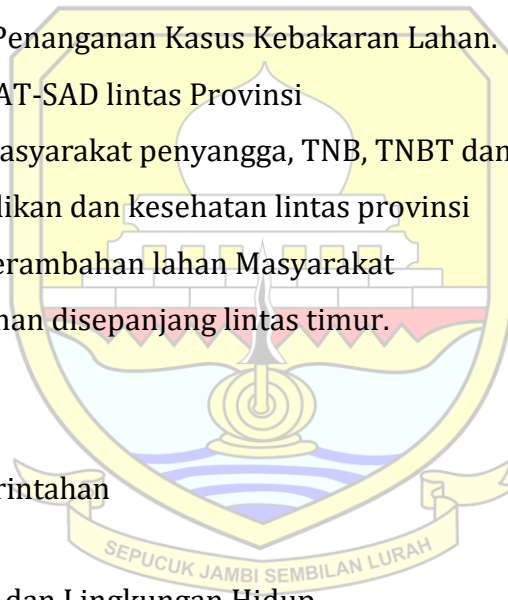 Penanganan Kasus Kebakaran Lahan.
AT-SAD lintas Provinsi
asyarakat penyangga, TNB, TNBT dan
likan dan kesehatan lintas provinsi
erambahan lahan Masyarakat
han disepanjang lintas timur.
rintahan
SEPUCUK JAMBI SEMBILAN LURAH
dan Lingkungan Hidup